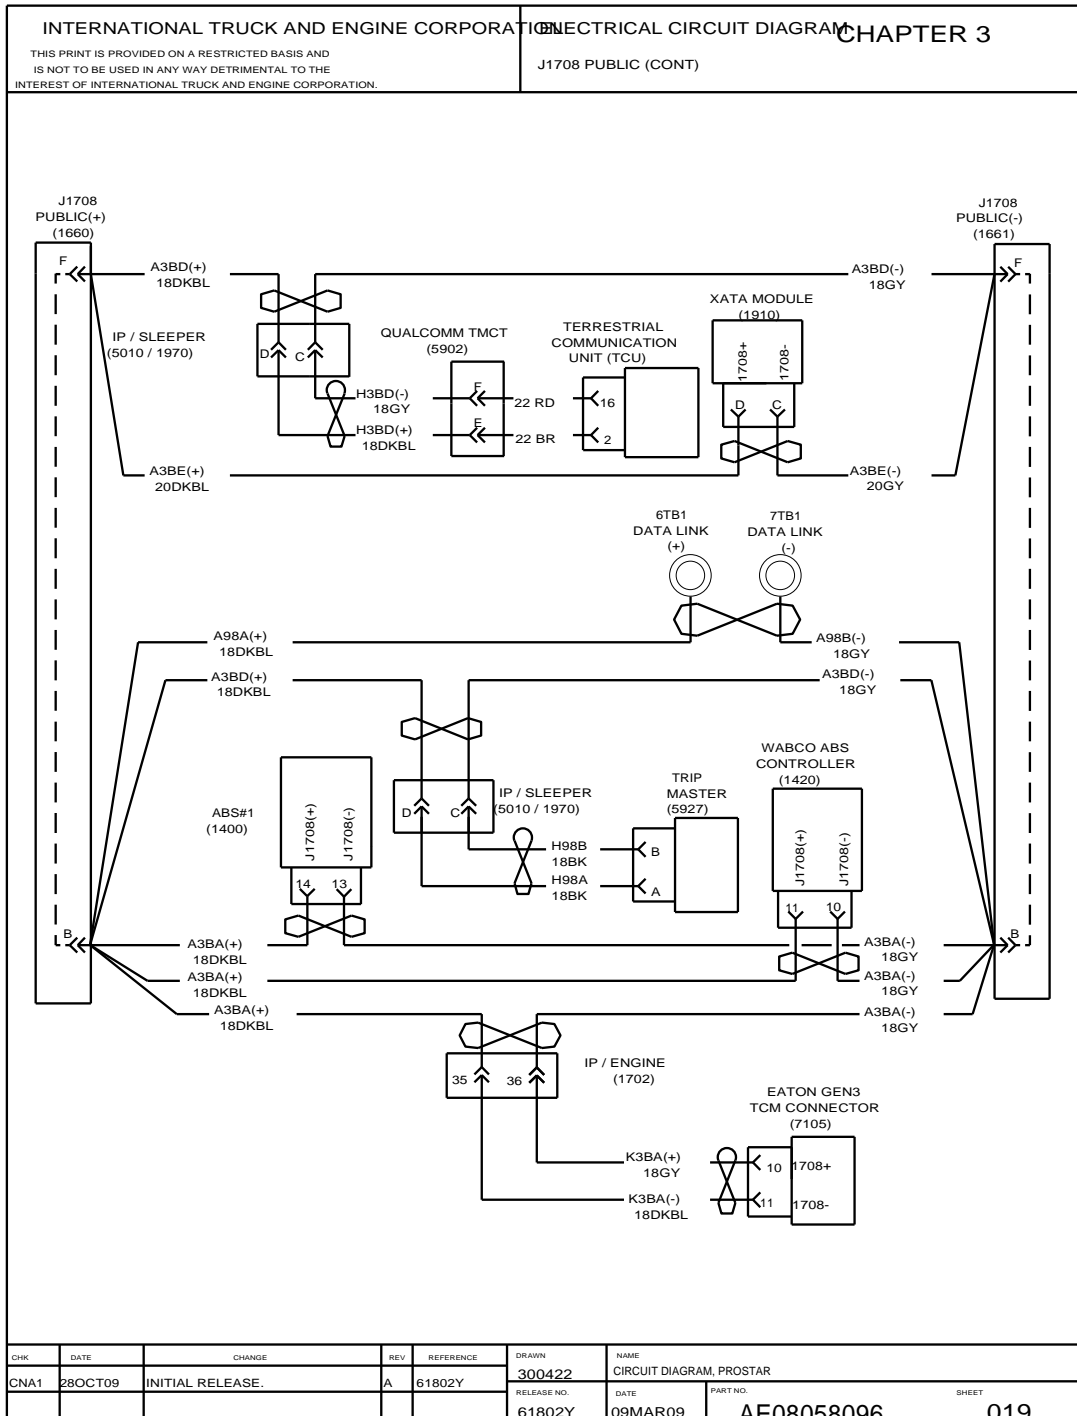 INTERNATIONAL TRUCK AND ENGINE CORPORATION
THIS PRINT IS PROVIDED ON A RESTRICTED BASIS AND
IS NOT TO BE USED IN ANY WAY DETRIMENTAL TO THE
INTEREST OF INTERNATIONAL TRUCK AND ENGINE CORPORATION.
ELECTRICAL CIRCUIT DIAGRAM
CHAPTER 3
J1708 PUBLIC (CONT)
J1708
PUBLIC(+)
(1660)
J1708
PUBLIC(-)
(1661)
F
A3BD(+)
18DKBL
A3BD(-)
18GY
F
IP / SLEEPER
(5010 / 1970)
D
C
QUALCOMM TMCT
(5902)
TERRESTRIAL
COMMUNICATION
UNIT (TCU)
XATA MODULE
(1910)
1708+
1708-
D
C
H3BD(-)
18GY
F
22 RD
16
H3BD(+)
18DKBL
E
22 BR
2
A3BE(+)
20DKBL
A3BE(-)
20GY
6TB1
DATA LINK
(+)
7TB1
DATA LINK
(-)
A98A(+)
18DKBL
A98B(-)
18GY
A3BD(+)
18DKBL
A3BD(-)
18GY
ABS#1
(1400)
J1708(+)
J1708(-)
14
13
D
C
IP / SLEEPER
(5010 / 1970)
TRIP
MASTER
(5927)
H98B
18BK
B
H98A
18BK
A
WABCO ABS
CONTROLLER
(1420)
J1708(+)
J1708(-)
11
10
B
A3BA(+)
18DKBL
A3BA(-)
18GY
B
A3BA(+)
18DKBL
A3BA(-)
18GY
A3BA(+)
18DKBL
A3BA(-)
18GY
35
36
IP / ENGINE
(1702)
EATON GEN3
TCM CONNECTOR
(7105)
K3BA(+)
18GY
10
1708+
K3BA(-)
18DKBL
11
1708-
CHK
DATE
CHANGE
REV
REFERENCE
CNA1
28OCT09
INITIAL RELEASE.
A
61802Y
DRAWN
300422
NAME
CIRCUIT DIAGRAM, PROSTAR
RELEASE NO.
61802Y
DATE
09MAR09
PART NO.
AE08058096
SHEET
019